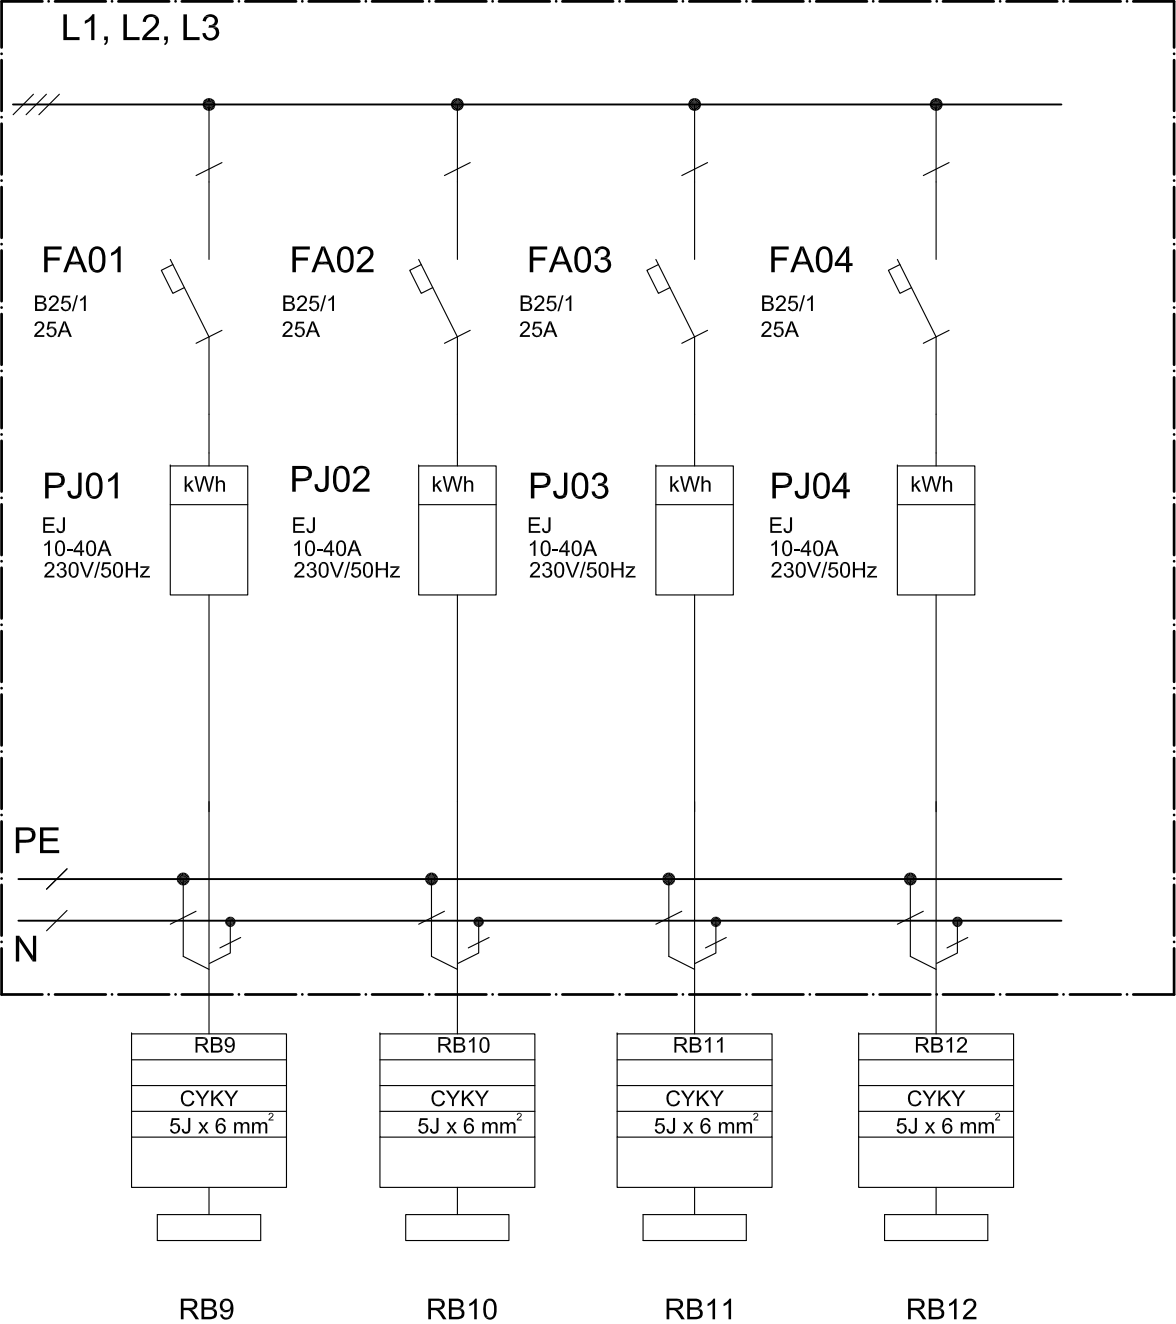 L1, L2, L3
FA01
B25/1
25A
FA02
B25/1
25A
FA03
B25/1
25A
FA04
B25/1
25A
PJ01
EJ
10-40A
230V/50Hz
kWh
PJ02
EJ
10-40A
230V/50Hz
kWh
PJ03
EJ
10-40A
230V/50Hz
kWh
PJ04
EJ
10-40A
230V/50Hz
kWh
PE
N
RB9
CYKY
5J x 6 mm²
RB10
CYKY
5J x 6 mm²
RB11
CYKY
5J x 6 mm²
RB12
CYKY
5J x 6 mm²
RB9
RB10
RB11
RB12